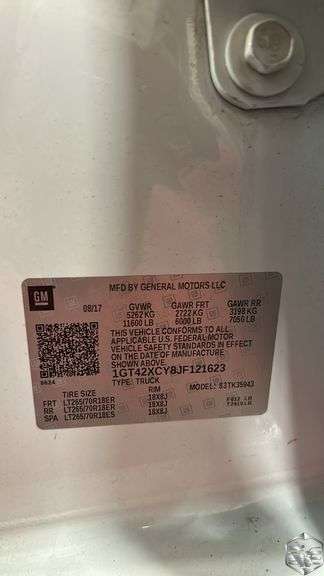 S6
GM
MFD BY GENERAL MOTORS LLC
08/17 GVWR GAWR FRT GAWR RR
5262 KG 2722 KG 3198 KG
11600 LB 6000 LB 7050 LB
THIS VEHICLE CONFORMS TO ALL
APPLICABLE U.S. FEDERAL MOTOR
VEHICLE SAFETY STANDARDS IN EFFECT
ON THE DATE OF MANUFACTURE
SHOWN ABOVE
1GT42XCY8JF121623
TYPE: TRUCK MODEL:
TIRE SIZE RIM
FRT LT265/70R18ER 18X8J
RR LT265/70R18ER 18X8J
SPA LT265/70R18ES 18X8J